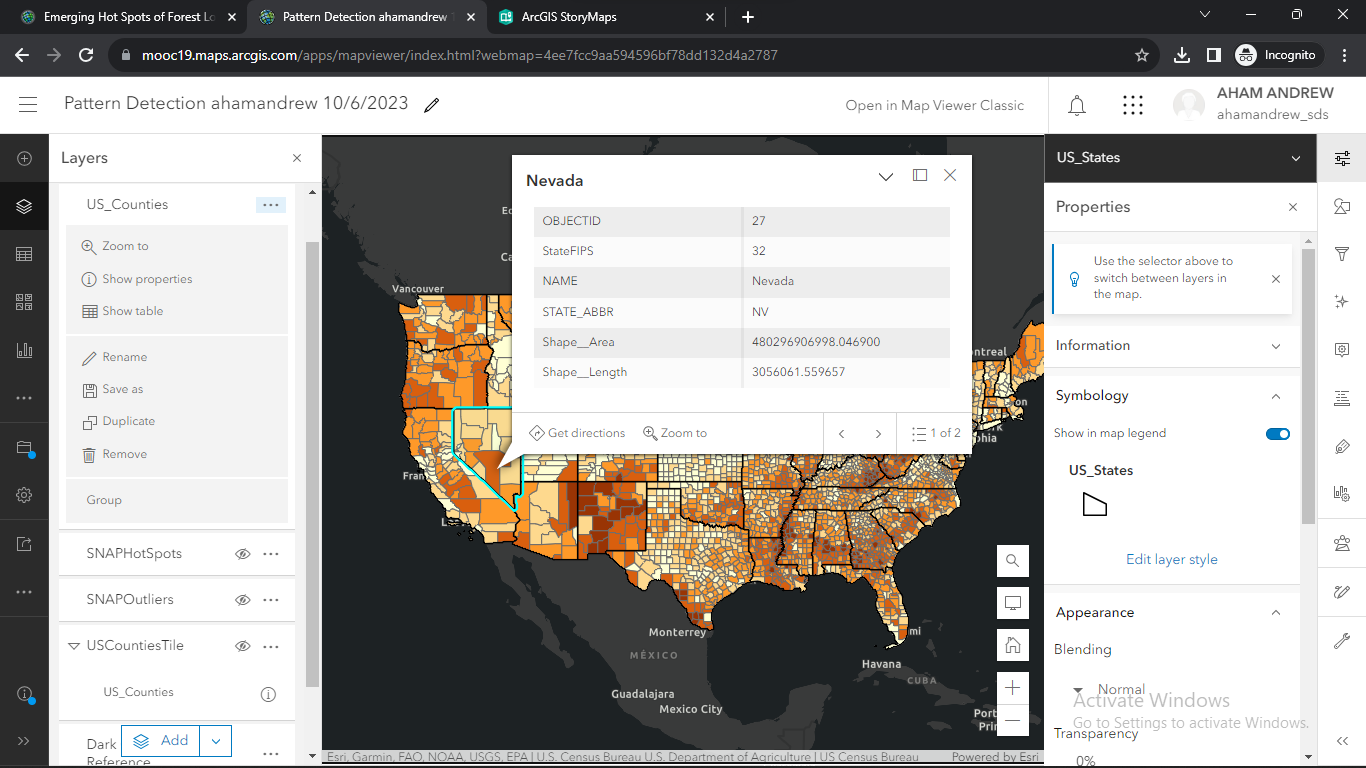 Emerging Hot Spots of Forest Lo
Pattern Detection ahamandrew
ArcGIS StoryMaps
mooc19.maps.arcgis.com/apps/mapviewer/index.html?webmap=4ee7fcc9aa594596bf78dd132d4a2787
Incognito
Pattern Detection ahamandrew 10/6/2023
Open in Map Viewer Classic
AHAM ANDREW
ahamandrew_sds
Layers
US_Counties
Zoom to
Show properties
Show table
Rename
Save as
Duplicate
Remove
Group
SNAPHotSpots
SNAPOutliers
USCountiesTile
US_Counties
Dark
Reference
Add
Nevada
OBJECTID 27
StateFIPS 32
NAME Nevada
STATE_ABBR NV
Shape__Area 480296906998.046900
Shape__Length 3056061.559657
Get directions
Zoom to
1 of 2
Vancouver
Monterrey
MÉXICO
Guadalajara
Mexico City
Havana
CUBA
Esri, Garmin, FAO, NOAA, USGS, EPA | U.S. Census Bureau U.S. Department of Agriculture | US Census Bureau
Powered by Esri
US_States
Properties
Use the selector above to
switch between layers in
the map.
Information
Symbology
Show in map legend
US_States
Edit layer style
Appearance
Blending
Normal
Transparency
0%
Activate Windows
Go to Settings to activate Windows.